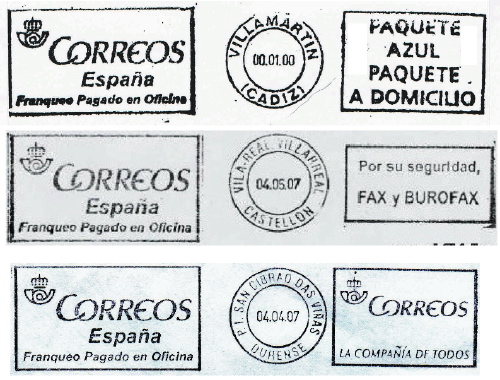 CORREOS
España
Franqueo Pagado en Oficina
VILLAMARTIN
00.01.00
(CADIZ)
PAQUETE
AZUL
PAQUETE
A DOMICILIO
CORREOS
España
Franqueo Pagado en Oficina
VILA-REAL VILLARREAL
04.05.07
CASTELLON
Por su seguridad,
FAX y BUROFAX
CORREOS
España
Franqueo Pagado en Oficina
P.I. SAN CIBRAO DAS VIÑAS
04.04.07
OURENSE
CORREOS
LA COMPAÑÍA DE TODOS